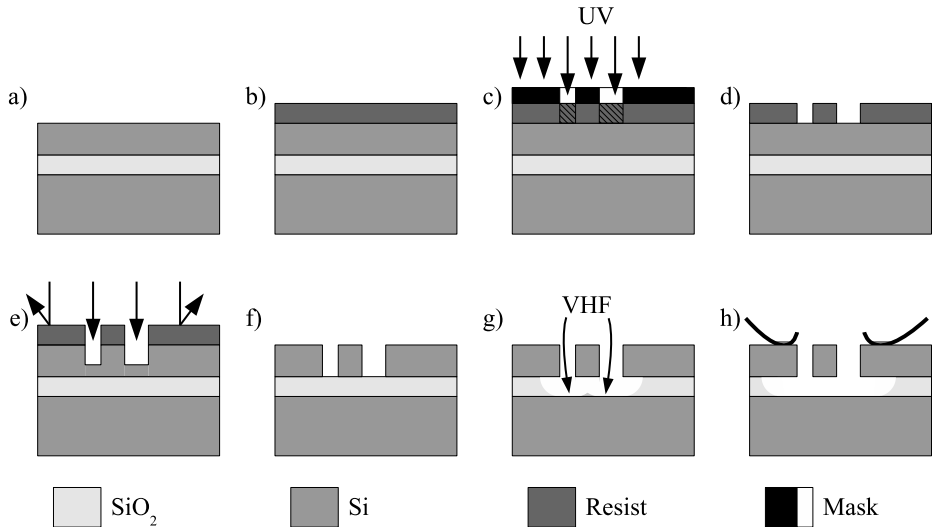 UV
a)
b)
c)
d)
e)
f)
g)
VHF
h)
SiO₂
Si
Resist
Mask